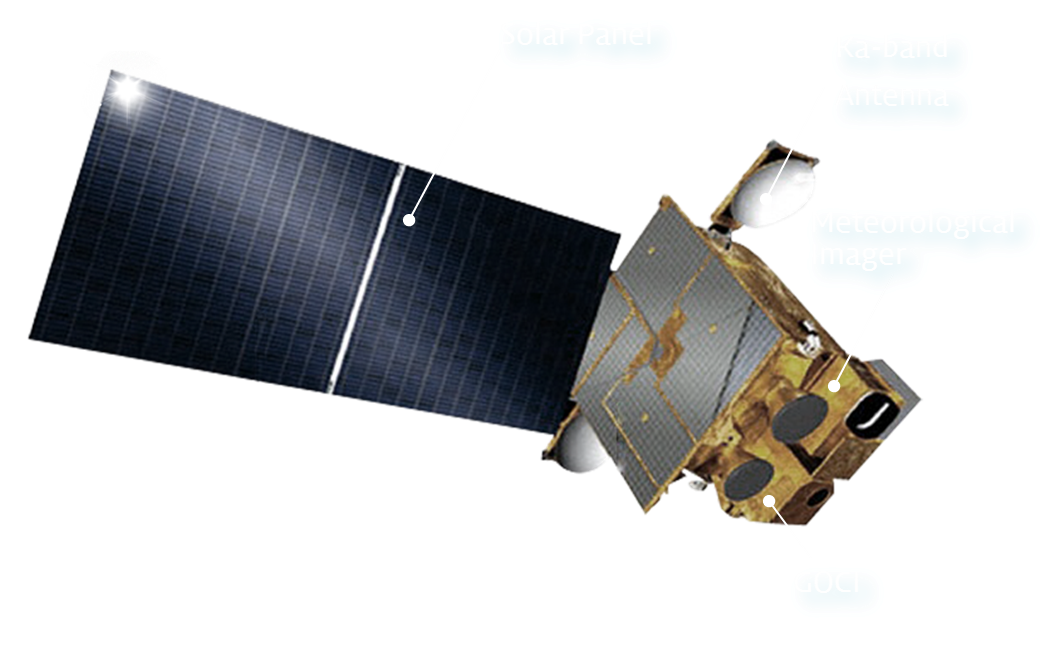 Solar Panel
Ka-band
Antenna
Meteorological
Imager
GOCI